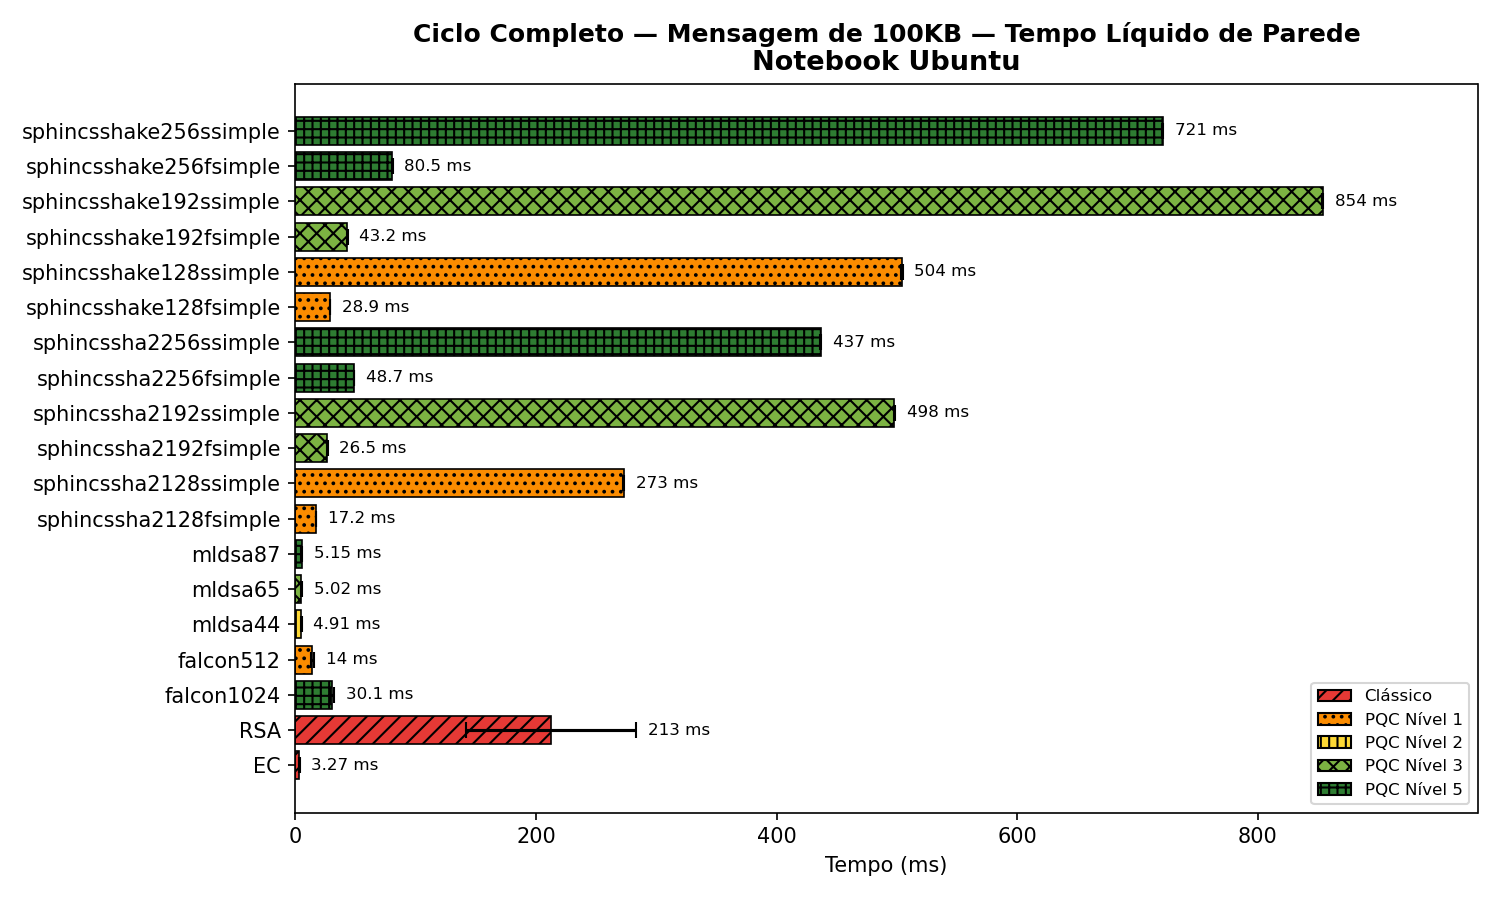 Ciclo Completo — Mensagem de 100KB — Tempo Líquido de Parede
Notebook Ubuntu
sphincsshake256ssimple 721 ms
sphincsshake256fsimple 80.5 ms
sphincsshake192ssimple 854 ms
sphincsshake192fsimple 43.2 ms
sphincsshake128ssimple 504 ms
sphincsshake128fsimple 28.9 ms
sphincssha2256ssimple 437 ms
sphincssha2256fsimple 48.7 ms
sphincssha2192ssimple 498 ms
sphincssha2192fsimple 26.5 ms
sphincssha2128ssimple 273 ms
sphincssha2128fsimple 17.2 ms
mldsa87 5.15 ms
mldsa65 5.02 ms
mldsa44 4.91 ms
falcon512 14 ms
falcon1024 30.1 ms
RSA 213 ms
EC 3.27 ms
Clássico
PQC Nível 1
PQC Nível 2
PQC Nível 3
PQC Nível 5
0 200 400 600 800
Tempo (ms)